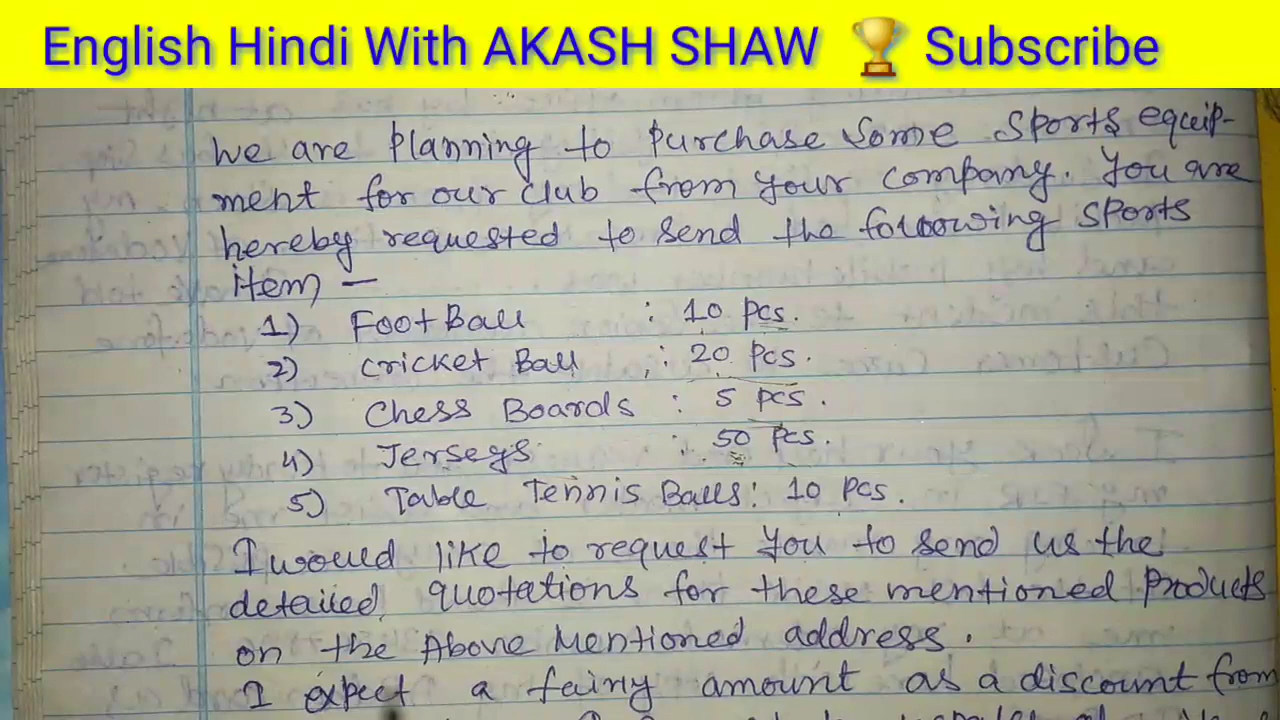 English Hindi With AKASH SHAW 🏆 Subscribe
We are Planning to Purchase Some Sports equip-
ment for our club from your company. You are
hereby requested to send the following sports
item —
1) FootBall : 10 Pcs.
2) Cricket Ball : 20 Pcs.
3) Chess Boards : 5 Pcs.
4) Jerseys : 50 Pcs.
5) Table Tennis Balls : 10 Pcs.
I would like to request you to send us the
detailed quotations for these mentioned Products
on the Above Mentioned address.
I expect a fairly amount as a discount from